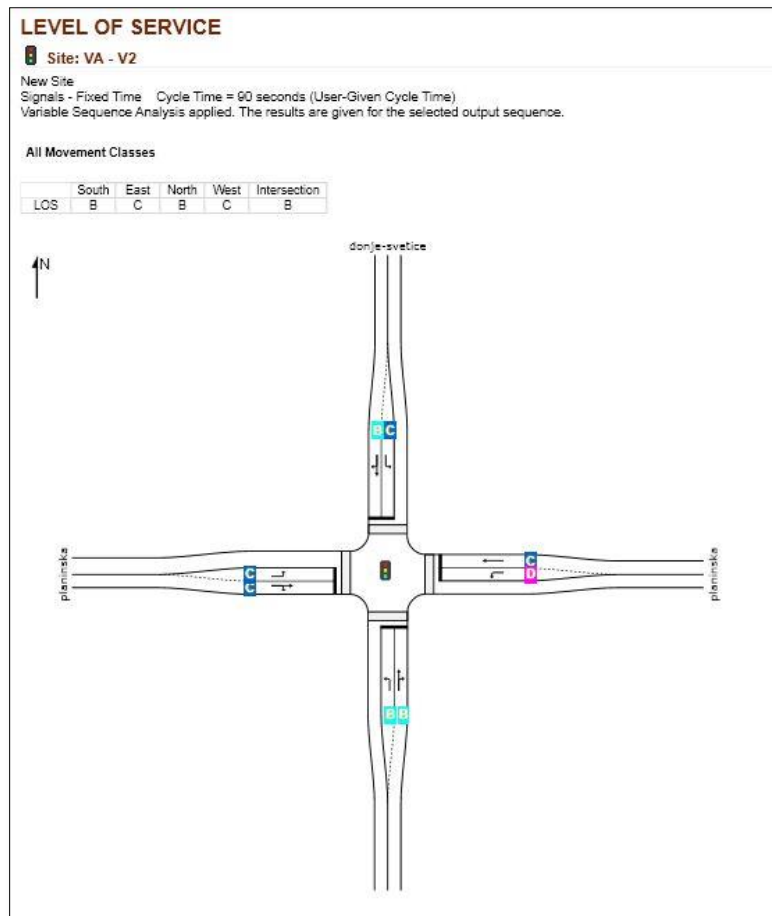 LEVEL OF SERVICE
Site: VA - V2
New Site
Signals - Fixed Time    Cycle Time = 90 seconds (User-Given Cycle Time)
Variable Sequence Analysis applied. The results are given for the selected output sequence.
All Movement Classes
South East North West Intersection
LOS B C B C B
donje-svetice
N
B C
planinska
C
C
C
D
planinska
B B